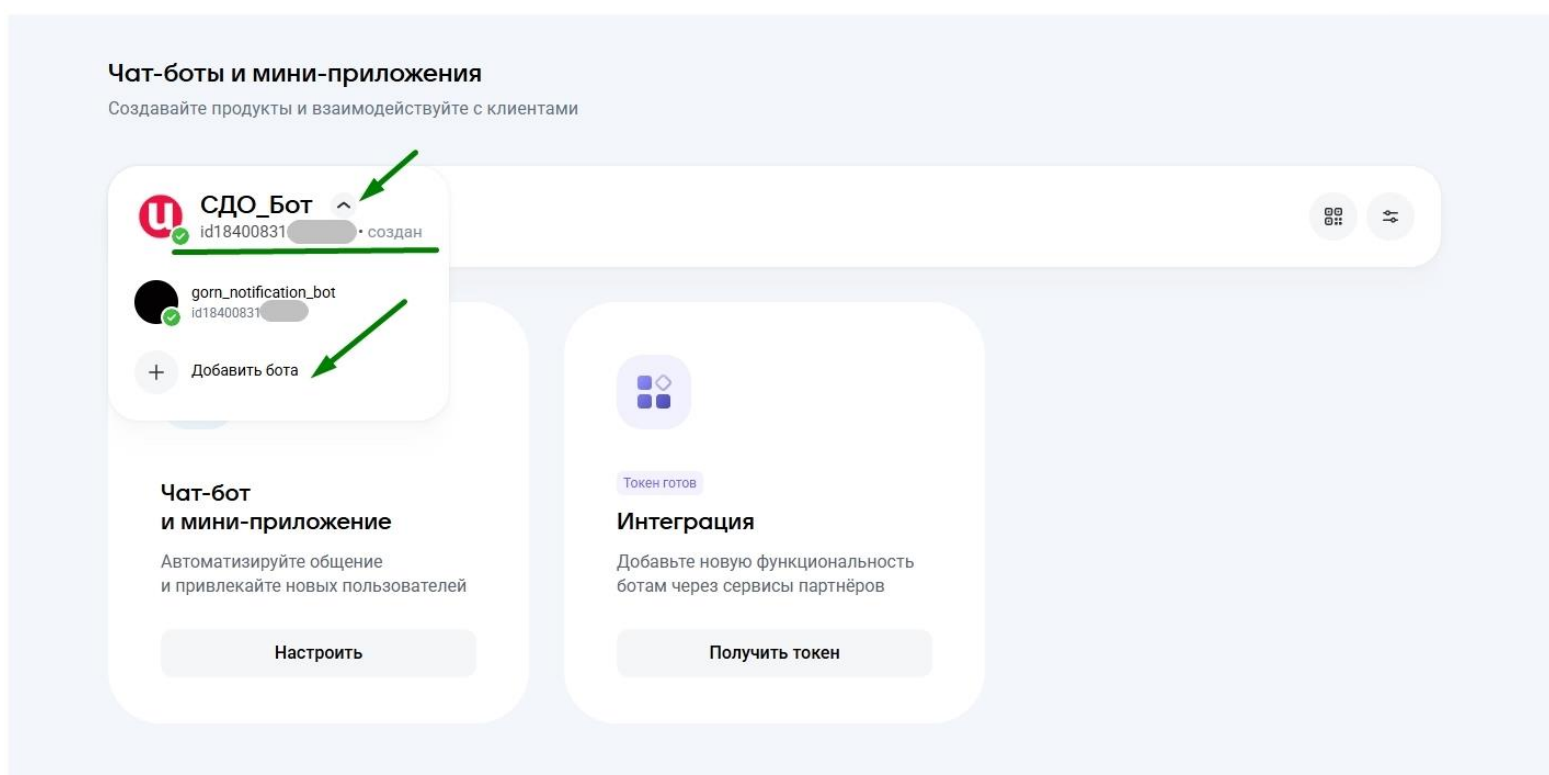 Чат-боты и мини-приложения
Создавайте продукты и взаимодействуйте с клиентами
СДО_Бот
id18400831 • создан
gorn_notification_bot
id18400831
Добавить бота
Чат-бот
и мини-приложение
Автоматизируйте общение
и привлекайте новых пользователей
Настроить
Токен готов
Интеграция
Добавьте новую функциональность
ботам через сервисы партнёров
Получить токен